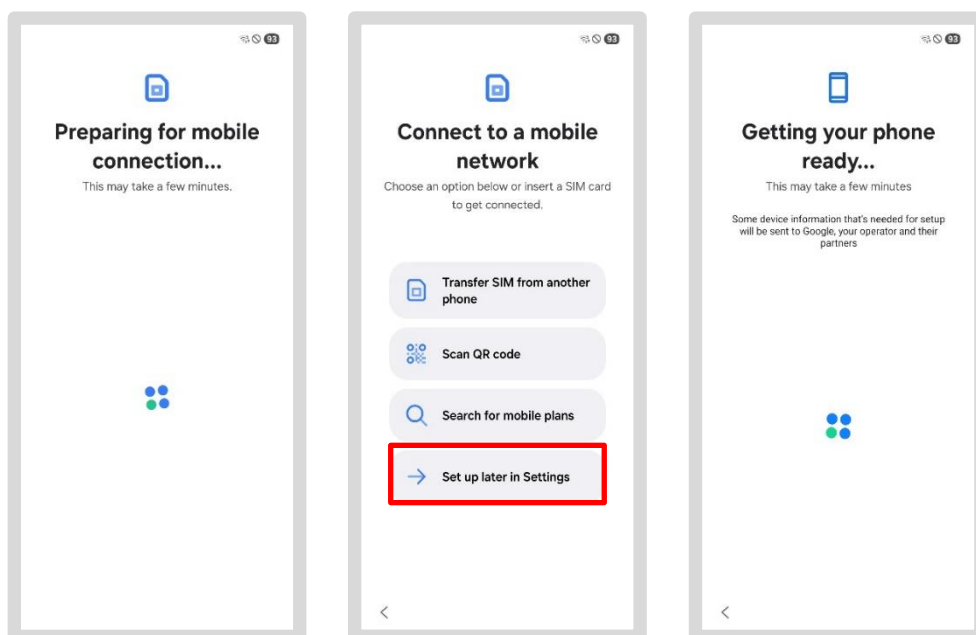 93
Preparing for mobile
connection...
This may take a few minutes.
93
Connect to a mobile
network
Choose an option below or insert a SIM card
to get connected.
Transfer SIM from another
phone
Scan QR code
Search for mobile plans
Set up later in Settings
93
Getting your phone
ready...
This may take a few minutes
Some device information that's needed for setup
will be sent to Google, your operator and their
partners